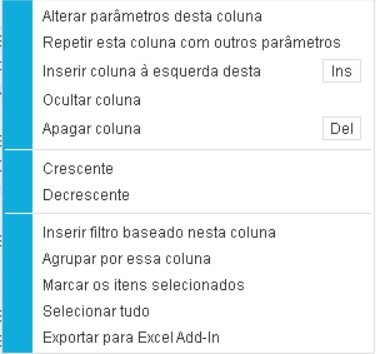 Alterar parâmetros desta coluna
Repetir esta coluna com outros parâmetros
Inserir coluna à esquerda desta Ins
Ocultar coluna
Apagar coluna Del
Crescente
Decrescente
Inserir filtro baseado nesta coluna
Agrupar por essa coluna
Marcar os itens selecionados
Selecionar tudo
Exportar para Excel Add-In